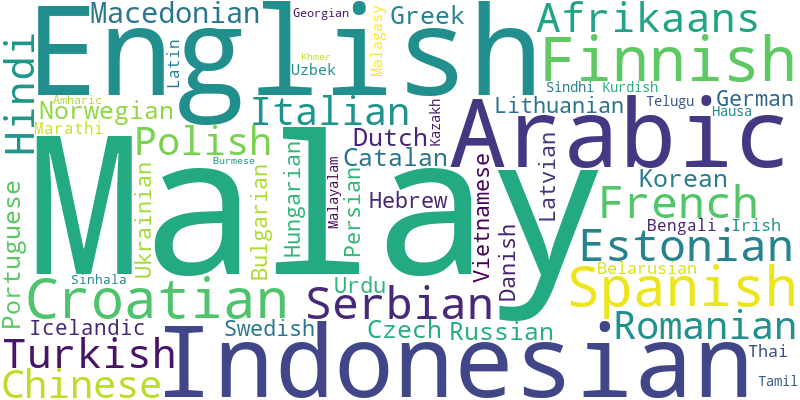 Macedonian
Georgian
Malagasy
Greek
Afrikaans
English
Finnish
Hindi
Latin
Khmer
Uzbek
Sindhi
Kurdish
Amharic
Norwegian
Marathi
Italian
Kazakh
Lithuanian
Telugu
German
Hausa
Polish
Dutch
Arabic
Catalan
Burmese
Malay
Ukrainian
Bulgarian
Hungarian
Malayalam
Persian
Hebrew
Vietnamese
Latvian
Korean
French
Bengali
Irish
Portuguese
Danish
Estonian
Belarusian
Sinhala
Croatian
Urdu
Serbian
Spanish
Icelandic
Swedish
Czech
Russian
Romanian
Turkish
Indonesian
Thai
Chinese
Tamil